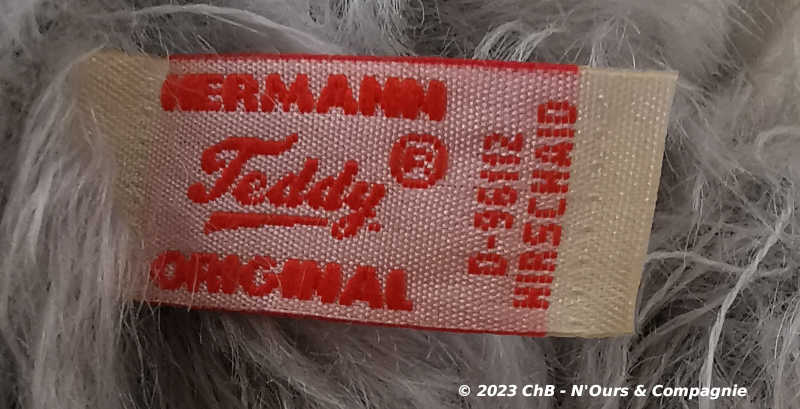 HERMANN
Teddy ®
ORIGINAL
D-96112
HIRSCHAID
© 2023 ChB - N'Ours & Compagnie